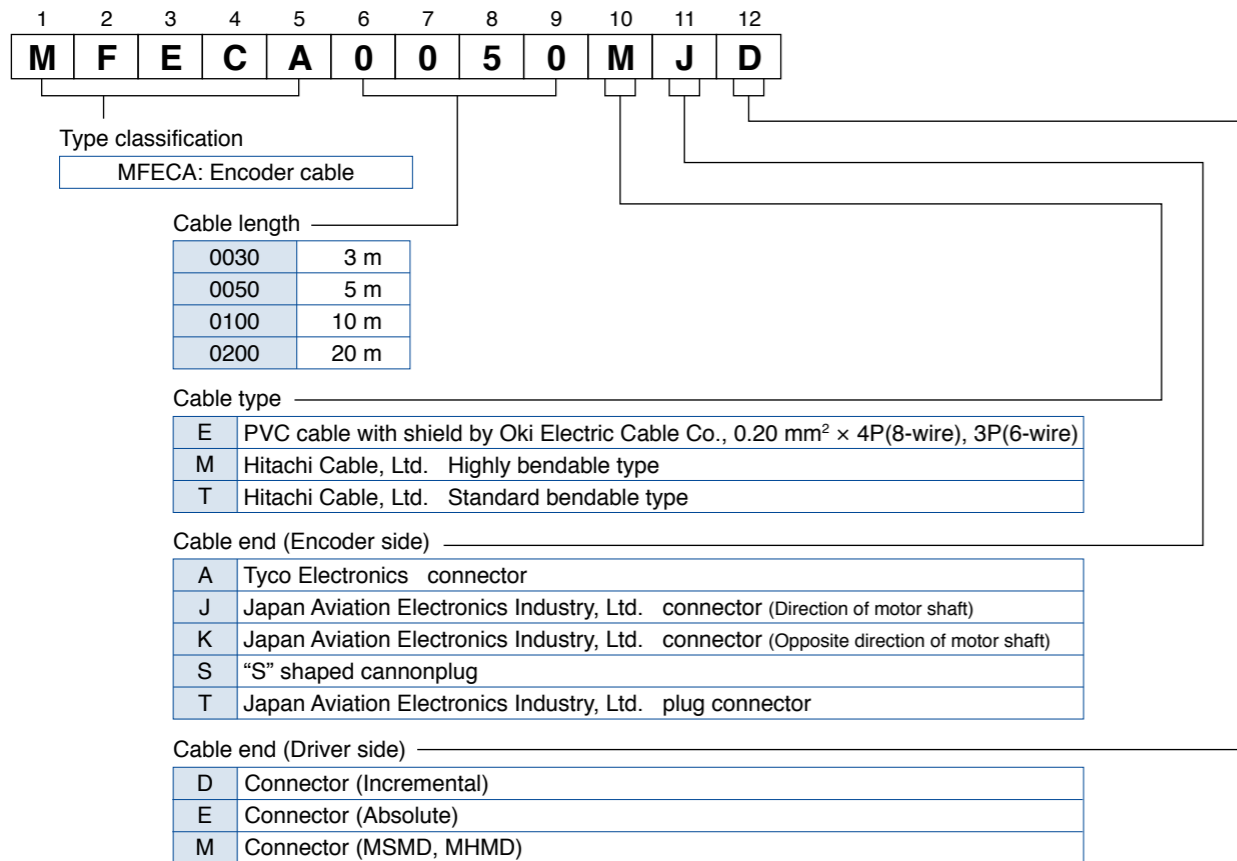 1 2 3 4 5 6 7 8 9 10 11 12
M F E C A 0 0 5 0 M J D
Type classification
MFECA: Encoder cable
Cable length
0030 3 m
0050 5 m
0100 10 m
0200 20 m
Cable type
E PVC cable with shield by Oki Electric Cable Co., 0.20 mm² × 4P(8-wire), 3P(6-wire)
M Hitachi Cable, Ltd. Highly bendable type
T Hitachi Cable, Ltd. Standard bendable type
Cable end (Encoder side)
A Tyco Electronics connector
J Japan Aviation Electronics Industry, Ltd. connector (Direction of motor shaft)
K Japan Aviation Electronics Industry, Ltd. connector (Opposite direction of motor shaft)
S “S” shaped cannonplug
T Japan Aviation Electronics Industry, Ltd. plug connector
Cable end (Driver side)
D Connector (Incremental)
E Connector (Absolute)
M Connector (MSMD, MHMD)